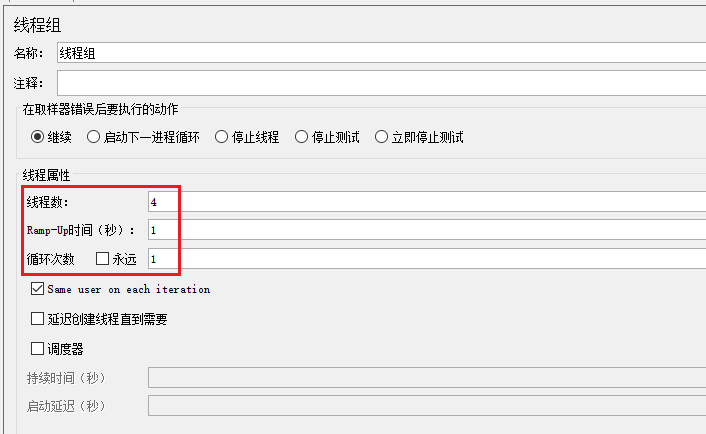 线程组
名称： 线程组
注释：
在取样器错误后要执行的动作
继续 启动下一进程循环 停止线程 停止测试 立即停止测试
线程属性
线程数： 4
Ramp-Up时间（秒）： 1
循环次数 永远 1
Same user on each iteration
延迟创建线程直到需要
调度器
持续时间（秒）
启动延迟（秒）